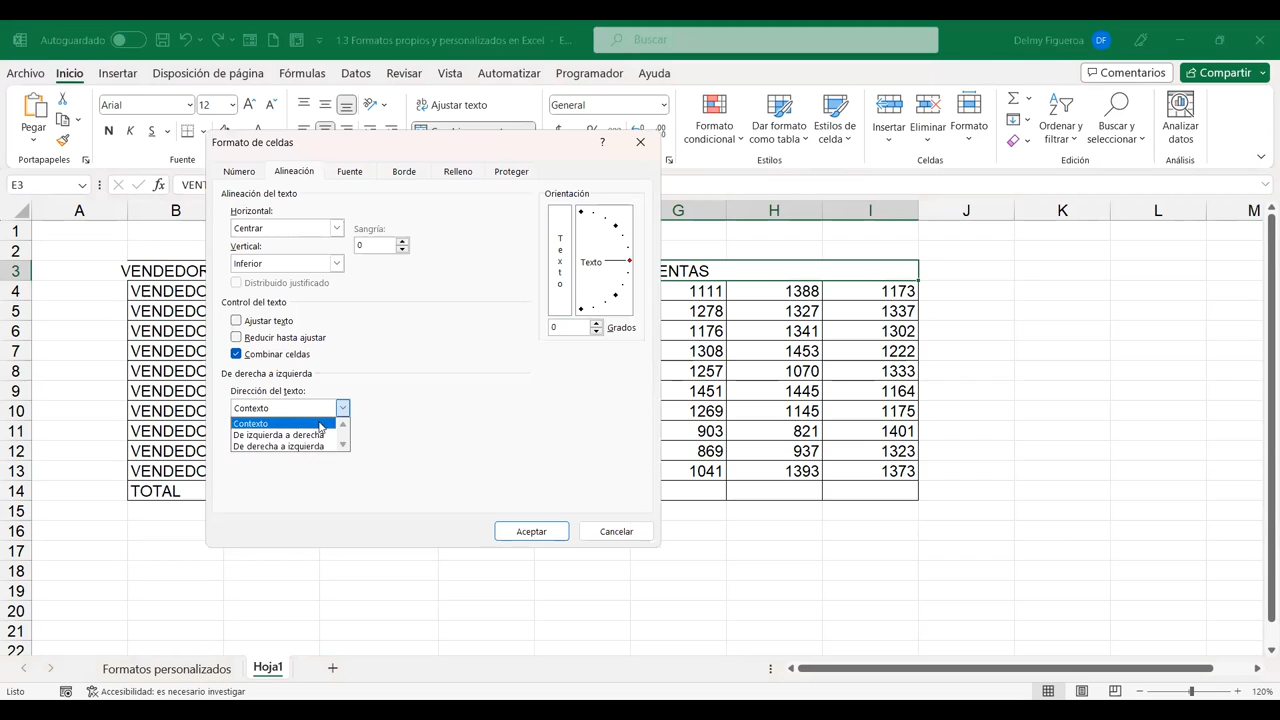 Autoguardado
1.3 Formatos propios y personalizados en Excel - E...
Buscar
Delmy Figueroa DF
Archivo Inicio Insertar Disposición de página Fórmulas Datos Revisar Vista Automatizar Programador Ayuda
Comentarios Compartir
Pegar
Portapapeles
Arial 12
N K S
Fuente
Ajustar texto
General
Formato condicional
Dar formato como tabla
Estilos de celda
Estilos
Insertar Eliminar Formato
Celdas
Ordenar y filtrar
Buscar y seleccionar
Edición
Analizar datos
Análisis
E3 fx VENT
Formato de celdas ?
Número Alineación Fuente Borde Relleno Proteger
Alineación del texto
Horizontal:
Centrar
Sangría:
0
Vertical:
Inferior
Distribuido justificado
Control del texto
Ajustar texto
Reducir hasta ajustar
Combinar celdas
De derecha a izquierda
Dirección del texto:
Contexto
Contexto
De izquierda a derecha
De derecha a izquierda
Orientación
Texto
Texto
0 Grados
Aceptar Cancelar
A B G H I J K L M
1
2
3 VENDEDOR ENTAS
4 VENDEDO 1111 1388 1173
5 VENDEDO 1278 1327 1337
6 VENDEDO 1176 1341 1302
7 VENDEDO 1308 1453 1222
8 VENDEDO 1257 1070 1333
9 VENDEDO 1451 1445 1164
10 VENDEDO 1269 1145 1175
11 VENDEDO 903 821 1401
12 VENDEDO 869 937 1323
13 VENDEDO 1041 1393 1373
14 TOTAL
15
16
17
18
19
20
21
22
Formatos personalizados Hoja1
Listo Accesibilidad: es necesario investigar 120%